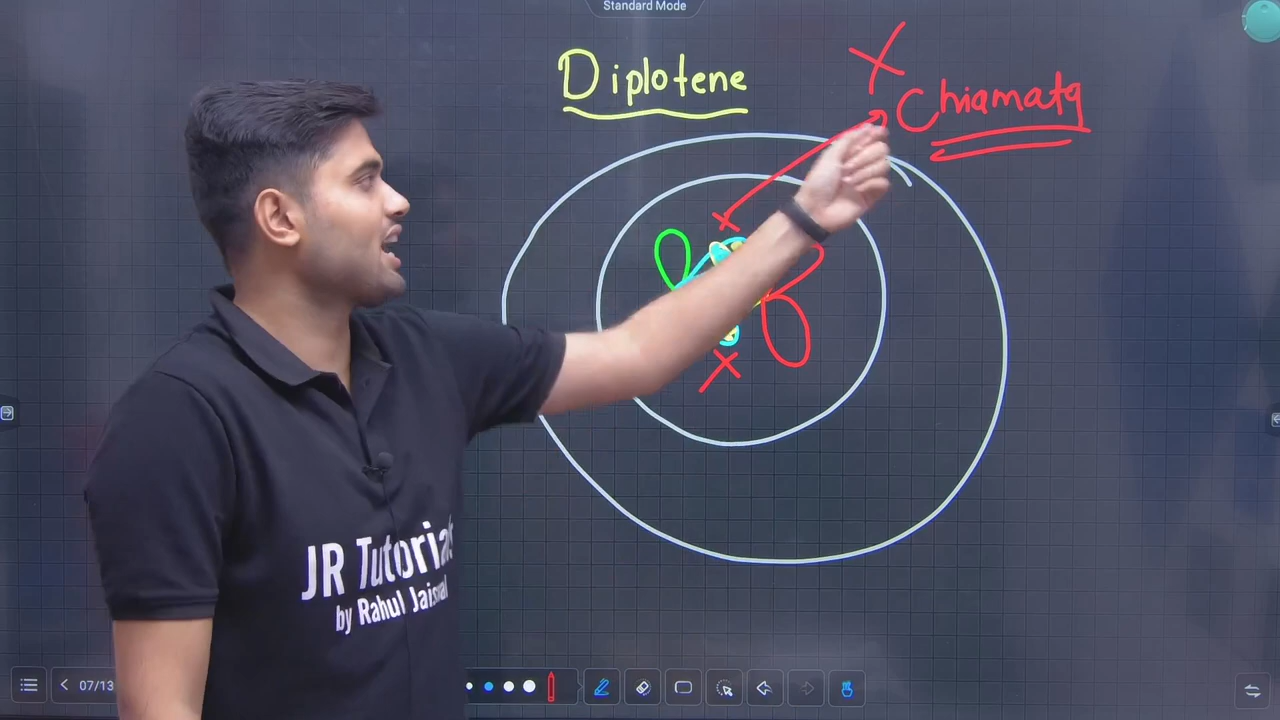 Standard Mode
Diplotene
X
Chiamata
X
X
JR Tutorials
by Rahul Jaiswal
07/13